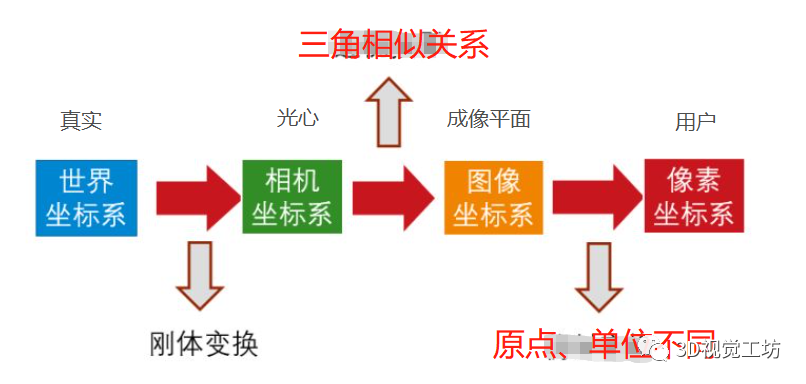 三角相似关系
真实
光心
成像平面
用户
世界
坐标系
相机
坐标系
图像
坐标系
像素
坐标系
刚体变换
原点、单位不同
3D视觉工坊